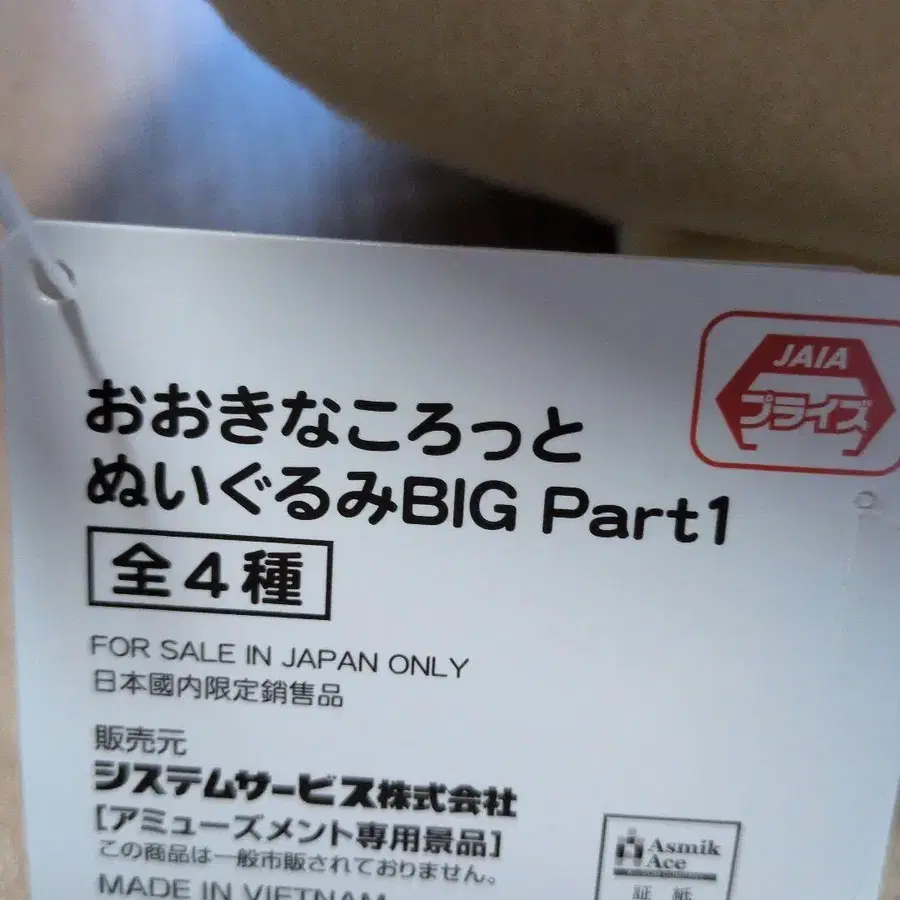 JAIA
プライズ
おおきなころっと
ぬいぐるみBIG Part1
全4種
FOR SALE IN JAPAN ONLY
日本國内限定銷售品
販売元
システムサービス株式会社
[アミューズメント専用景品]
この商品は一般市販されておりません。
MADE IN VIETNAM
Asmik
Ace
証紙